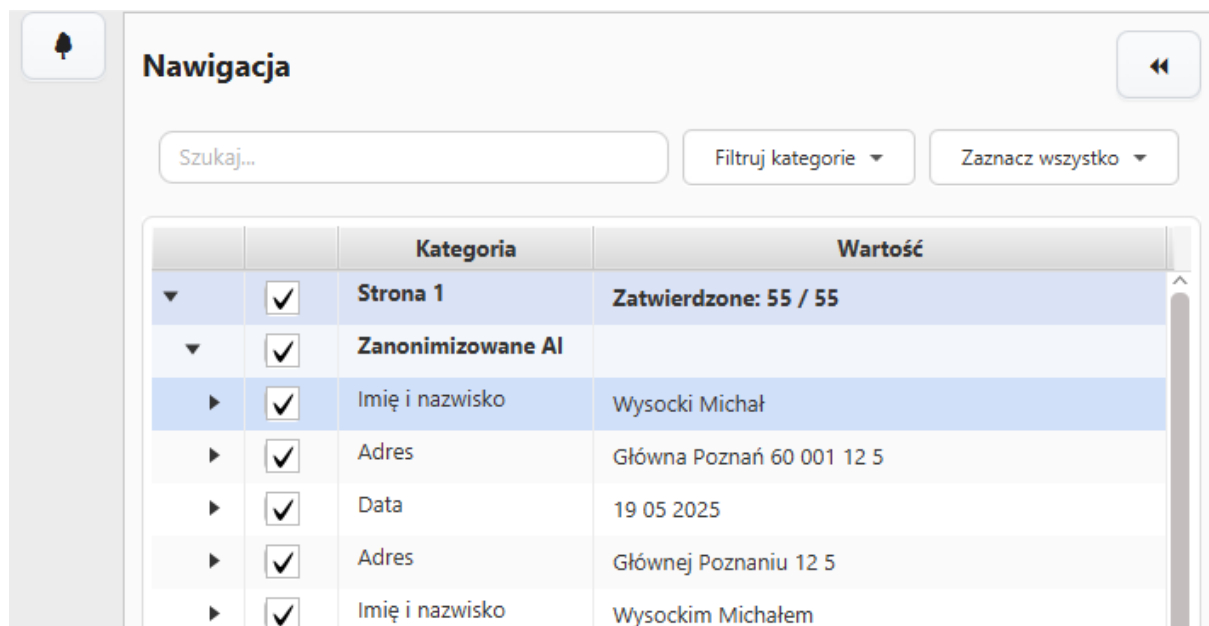 Nawigacja
Szukaj...
Filtruj kategorie
Zaznacz wszystko
Kategoria Wartość
Strona 1 Zatwierdzone: 55 / 55
Zanonimizowane AI
Imię i nazwisko Wysocki Michał
Adres Główna Poznań 60 001 12 5
Data 19 05 2025
Adres Głównej Poznaniu 12 5
Imię i nazwisko Wysockim Michałem